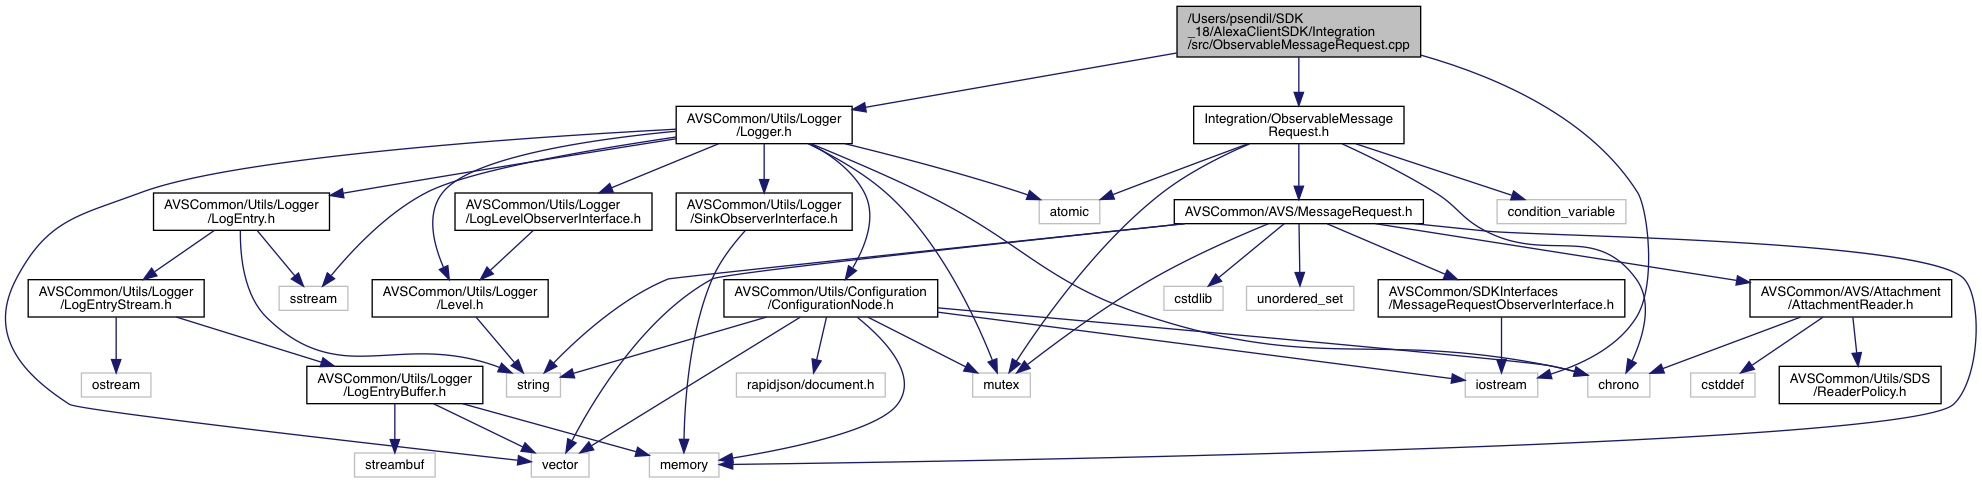 /Users/psendil/SDK
_18/AlexaClientSDK/Integration
/src/ObservableMessageRequest.cpp
AVSCommon/Utils/Logger
/Logger.h
Integration/ObservableMessage
Request.h
AVSCommon/Utils/Logger
/LogEntry.h
AVSCommon/Utils/Logger
/LogLevelObserverInterface.h
AVSCommon/Utils/Logger
/SinkObserverInterface.h
atomic
AVSCommon/AVS/MessageRequest.h
condition_variable
AVSCommon/Utils/Logger
/LogEntryStream.h
sstream
AVSCommon/Utils/Logger
/Level.h
AVSCommon/Utils/Configuration
/ConfigurationNode.h
cstdlib
unordered_set
AVSCommon/SDKInterfaces
/MessageRequestObserverInterface.h
AVSCommon/AVS/Attachment
/AttachmentReader.h
ostream
AVSCommon/Utils/Logger
/LogEntryBuffer.h
string
rapidjson/document.h
mutex
iostream
chrono
cstddef
AVSCommon/Utils/SDS
/ReaderPolicy.h
streambuf
vector
memory